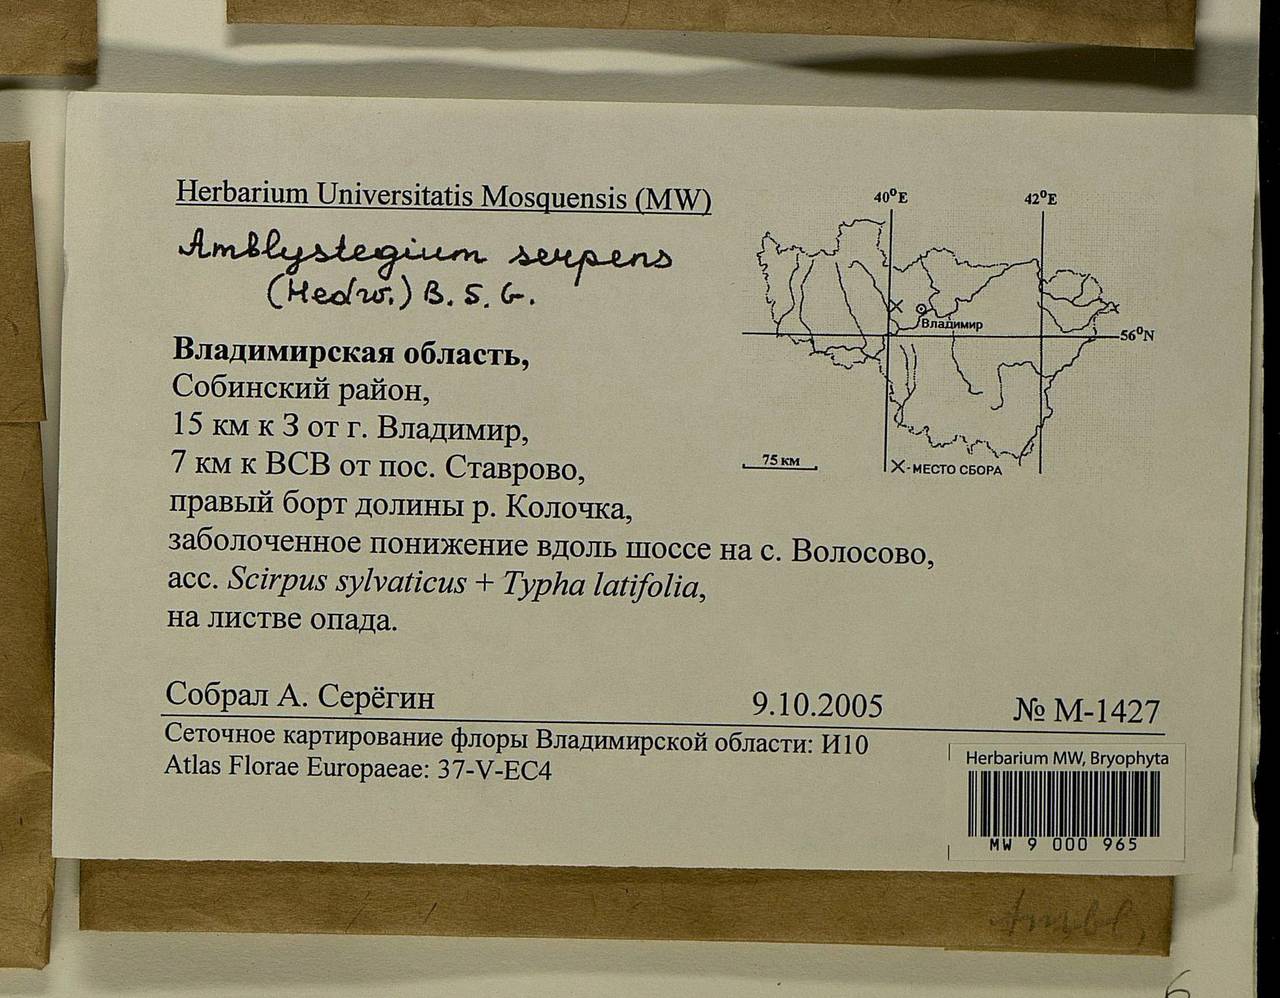 Herbarium Universitatis Mosquensis (MW)
Amblystegium serpens
(Hedw.) B. S. G.
Владимирская область,
Собинский район,
15 км к З от г. Владимир,
7 км к ВСВ от пос. Ставрово,
правый борт долины р. Колочка,
заболоченное понижение вдоль шоссе на с. Волосово,
асс. Scirpus sylvaticus + Typha latifolia,
на листве опада.
40°E 42°E
Владимир
56°N
75 км
X-МЕСТО СБОРА
Собрал А. Серёгин 9.10.2005 № М-1427
Сеточное картирование флоры Владимирской области: И10
Atlas Florae Europaeae: 37-V-EC4
Herbarium MW, Bryophyta
MW 9 000 965
Ambl,
6